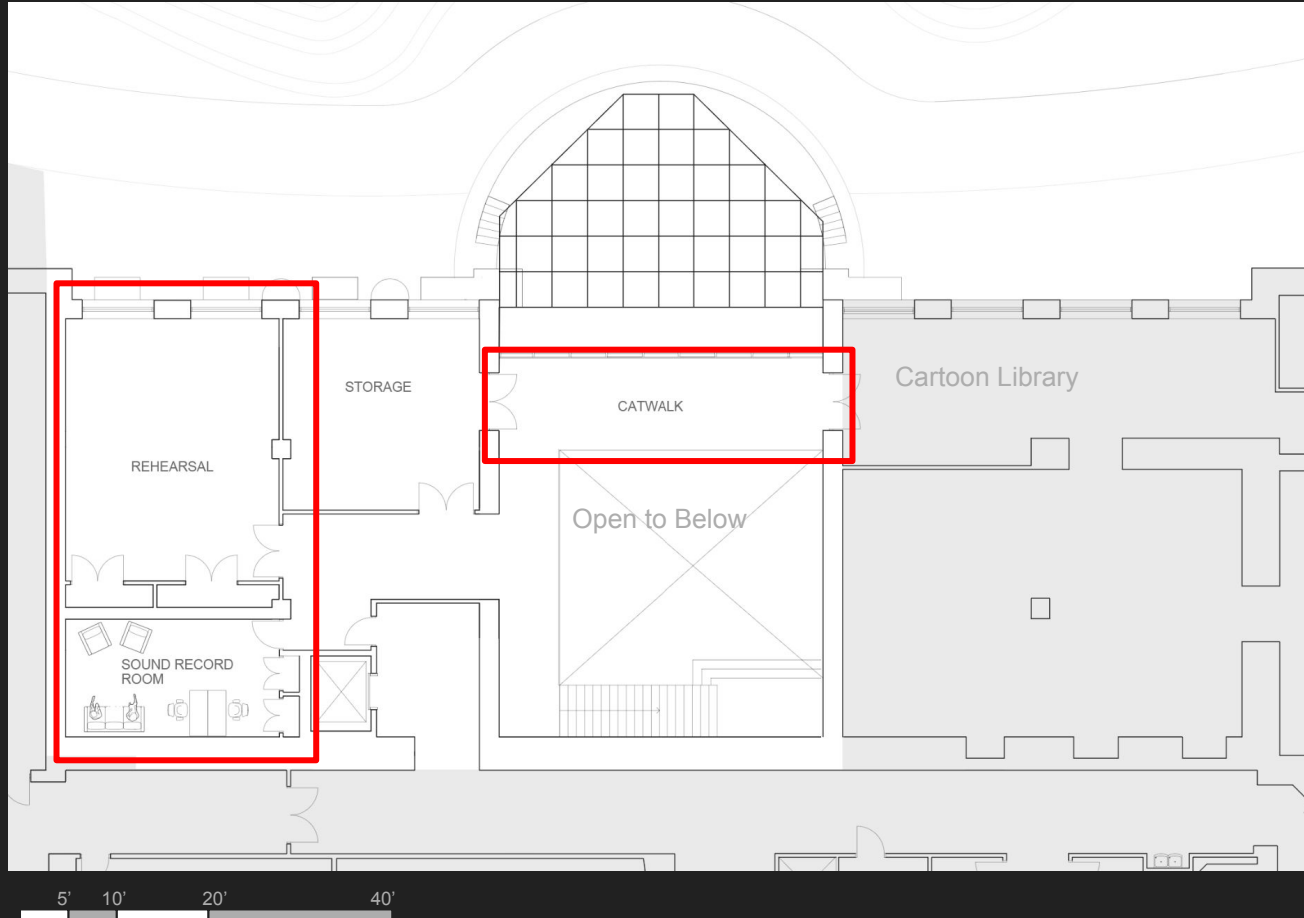 STORAGE
Cartoon Library
CATWALK
REHEARSAL
Open to Below
SOUND RECORD
ROOM
5' 10' 20' 40'